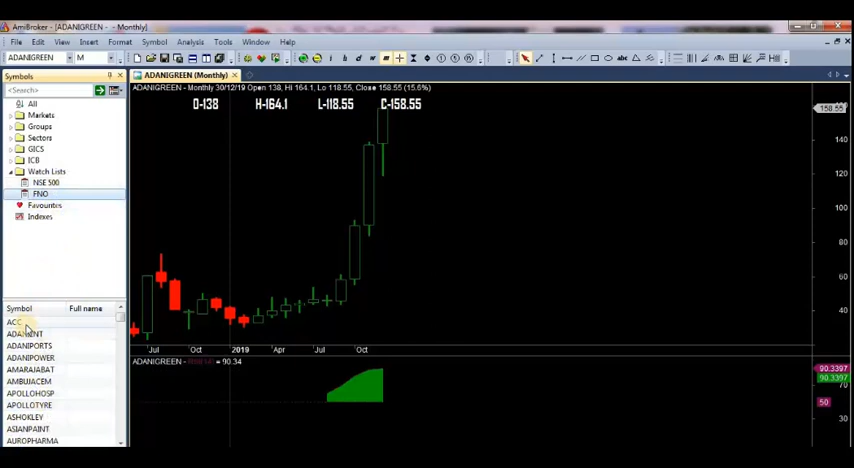 AmiBroker - [ADANIGREEN - - Monthly]
File Edit View Insert Format Symbol Analysis Tools Window Help
ADANIGREEN M
Symbols
ADANIGREEN (Monthly)
<Search>
ADANIGREEN - Monthly 30/12/19 Open 138, Hi 164.1, Lo 118.55, Close 158.55 (15.6%)
O-138 H-164.1 L-118.55 C-158.55
All
Markets
Groups
Sectors
GICS
ICB
Watch Lists
NSE 500
FNO
Favourites
Indexes
158.55
140
120
100
80
60
40
Jul Oct 2019 Apr Jul Oct
Symbol Full name
ACC
ADANIENT
ADANIPORTS
ADANIPOWER
AMARAJABAT
AMBUJACEM
APOLLOHOSP
APOLLOTYRE
ASHOKLEY
ASIANPAINT
AUROPHARMA
ADANIGREEN - = 90.34
90.3397
90.3397
70
50
30